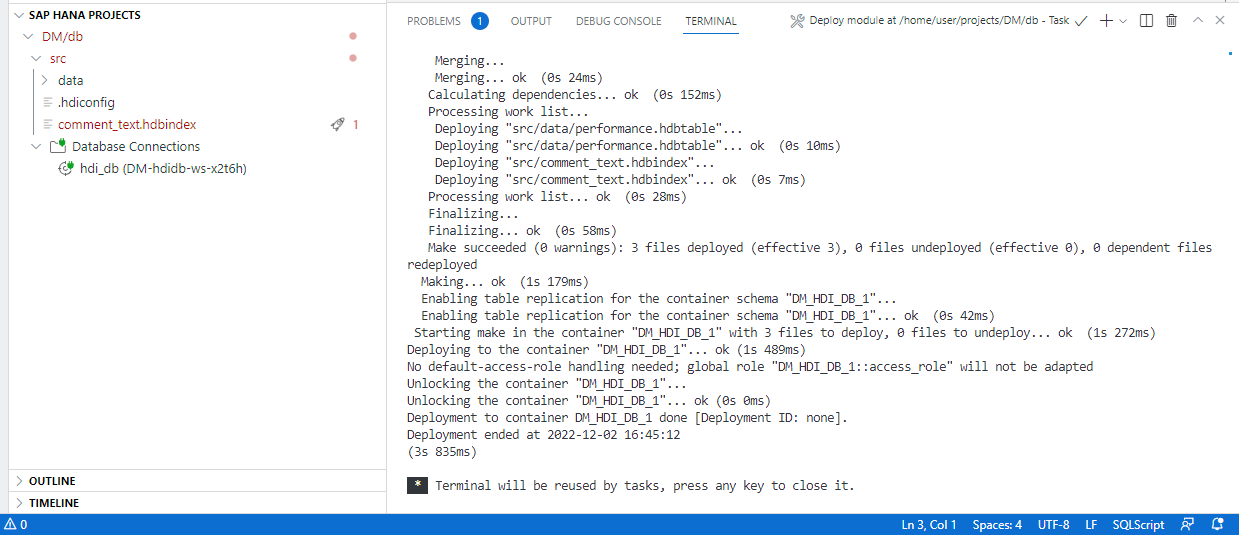 SAP HANA PROJECTS
DM/db
src
data
.hdiconfig
comment_text.hdbindex 1
Database Connections
hdi_db (DM-hdidb-ws-x2t6h)
OUTLINE
TIMELINE
PROBLEMS 1 OUTPUT DEBUG CONSOLE TERMINAL Deploy module at /home/user/projects/DM/db - Task
Merging...
Merging... ok (0s 24ms)
Calculating dependencies... ok (0s 152ms)
Processing work list...
Deploying "src/data/performance.hdbtable"...
Deploying "src/data/performance.hdbtable"... ok (0s 10ms)
Deploying "src/comment_text.hdbindex"...
Deploying "src/comment_text.hdbindex"... ok (0s 7ms)
Processing work list... ok (0s 28ms)
Finalizing...
Finalizing... ok (0s 58ms)
Make succeeded (0 warnings): 3 files deployed (effective 3), 0 files undeployed (effective 0), 0 dependent files
redeployed
Making... ok (1s 179ms)
Enabling table replication for the container schema "DM_HDI_DB_1"...
Enabling table replication for the container schema "DM_HDI_DB_1"... ok (0s 42ms)
Starting make in the container "DM_HDI_DB_1" with 3 files to deploy, 0 files to undeploy... ok (1s 272ms)
Deploying to the container "DM_HDI_DB_1"... ok (1s 489ms)
No default-access-role handling needed; global role "DM_HDI_DB_1::access_role" will not be adapted
Unlocking the container "DM_HDI_DB_1"...
Unlocking the container "DM_HDI_DB_1"... ok (0s 0ms)
Deployment to container DM_HDI_DB_1 done [Deployment ID: none].
Deployment ended at 2022-12-02 16:45:12
(3s 835ms)
* Terminal will be reused by tasks, press any key to close it.
0 Ln 3, Col 1 Spaces: 4 UTF-8 LF SQLScript